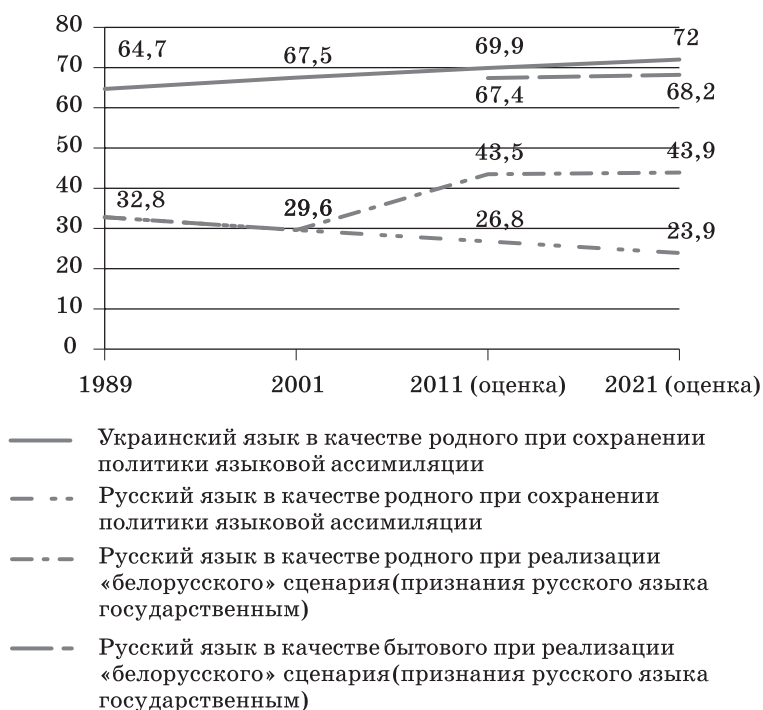 80
70
60
50
40
30
20
10
0
64,7
67,5
69,9
72
67,4
68,2
43,5
43,9
32,8
29,6
26,8
23,9
1989
2001
2011 (оценка)
2021 (оценка)
Украинский язык в качестве родного при сохранении
политики языковой ассимиляции
Русский язык в качестве родного при сохранении
политики языковой ассимиляции
Русский язык в качестве родного при реализации
«белорусского» сценария(признания русского языка
государственным)
Русский язык в качестве бытового при реализации
«белорусского» сценария(признания русского языка
государственным)